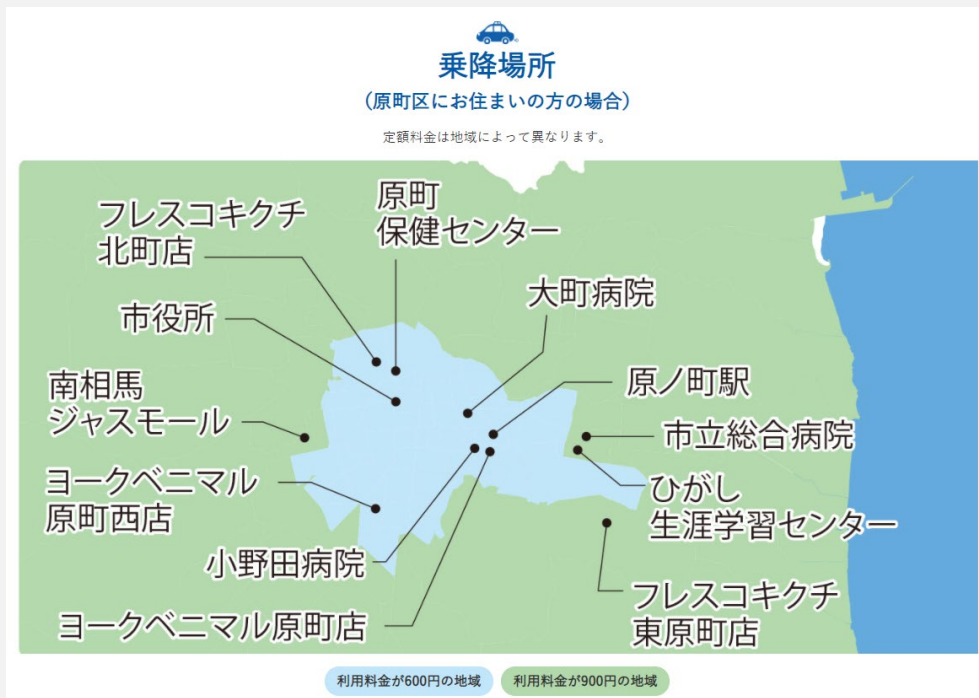 乗降場所
(原町区にお住まいの方の場合)
定額料金は地域によって異なります。
フレスコキクチ
北町店
原町
保健センター
大町病院
市役所
南相馬
ジャスモール
原ノ町駅
市立総合病院
ヨークベニマル
原町西店
ひがし
生涯学習センター
小野田病院
フレスコキクチ
東原町店
ヨークベニマル原町店
利用料金が600円の地域
利用料金が900円の地域